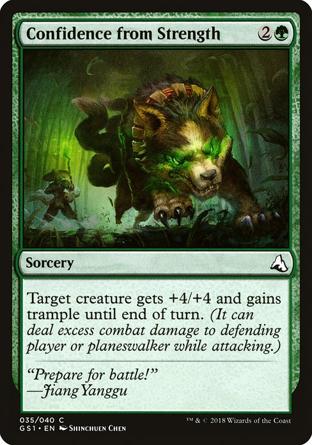 Confidence from Strength 2
Sorcery
Target creature gets +4/+4 and gains
trample until end of turn. (It can
deal excess combat damage to defending
player or planeswalker while attacking.)
“Prepare for battle!”
—Jiang Yanggu
035/040 C
GS1 • EN Shinchuen Chen
™ & © 2018 Wizards of the Coast